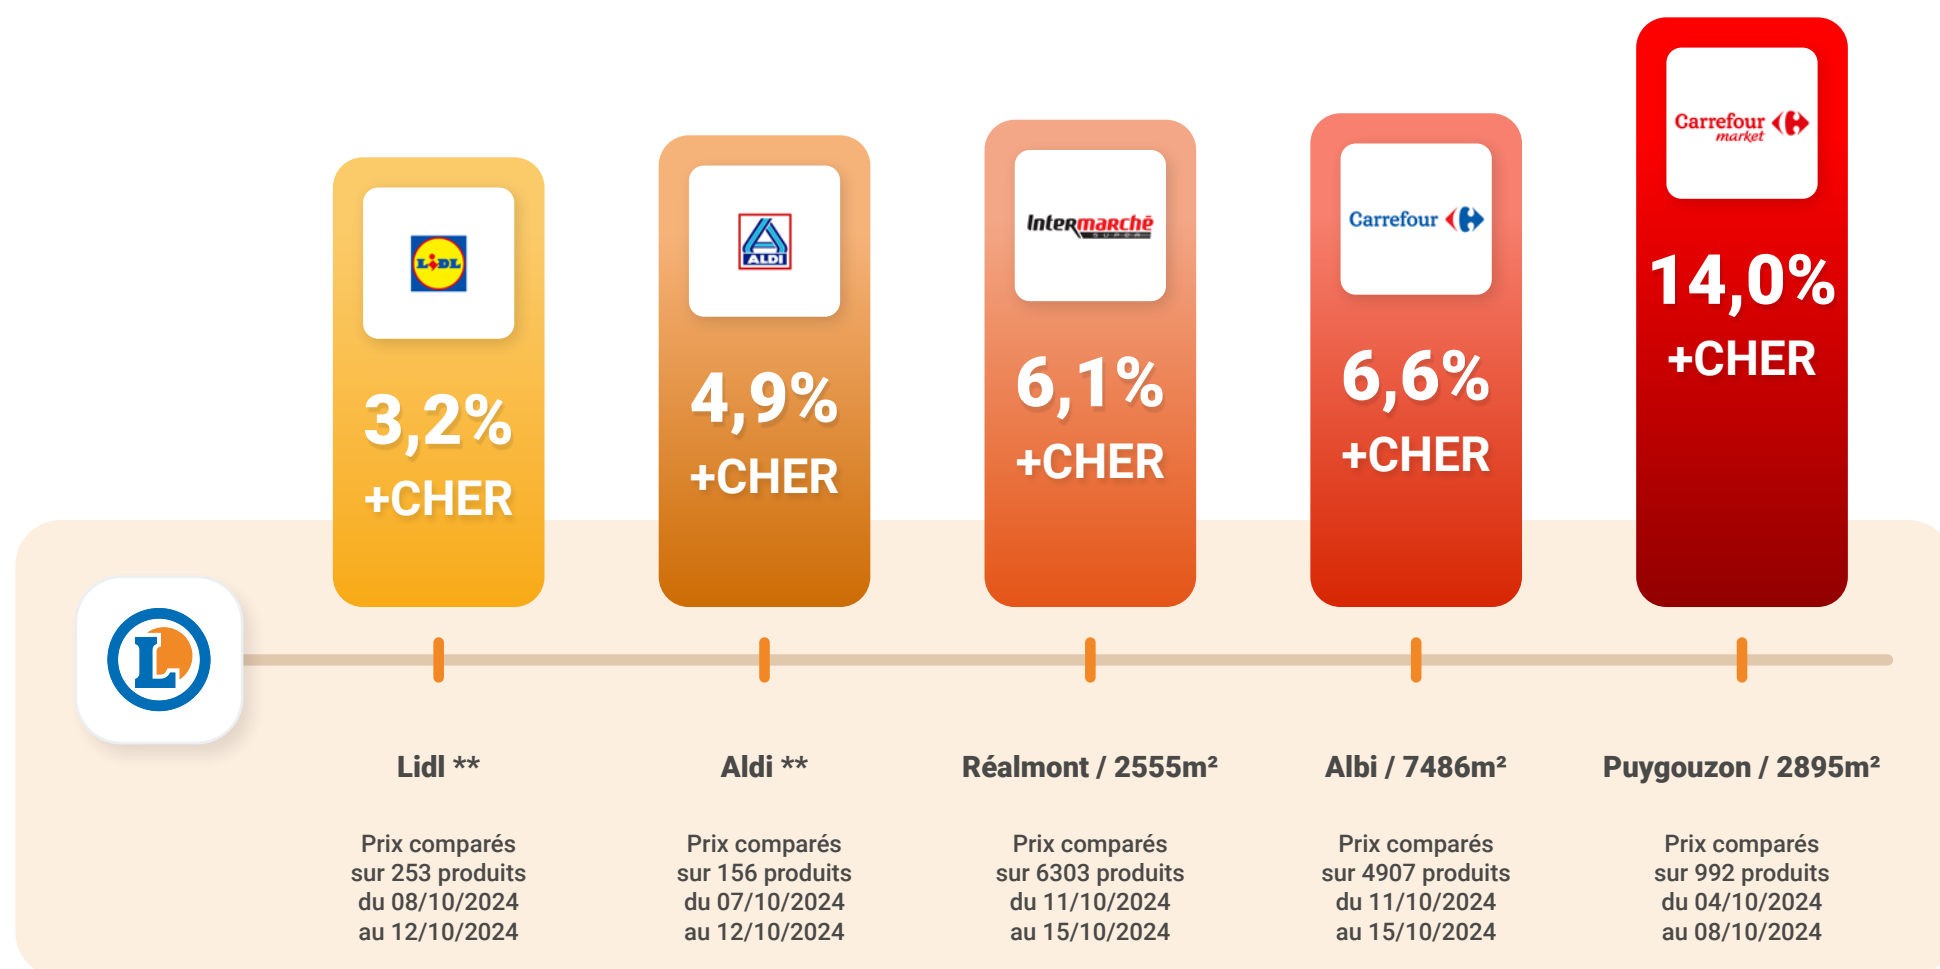 LIDL
3,2%
+CHER
ALDI
4,9%
+CHER
Intermarché
SUPER
6,1%
+CHER
Carrefour
6,6%
+CHER
Carrefour
market
14,0%
+CHER
L
Lidl **
Prix comparés
sur 253 produits
du 08/10/2024
au 12/10/2024
Aldi **
Prix comparés
sur 156 produits
du 07/10/2024
au 12/10/2024
Réalmont / 2555m²
Prix comparés
sur 6303 produits
du 11/10/2024
au 15/10/2024
Albi / 7486m²
Prix comparés
sur 4907 produits
du 11/10/2024
au 15/10/2024
Puygouzon / 2895m²
Prix comparés
sur 992 produits
du 04/10/2024
au 08/10/2024